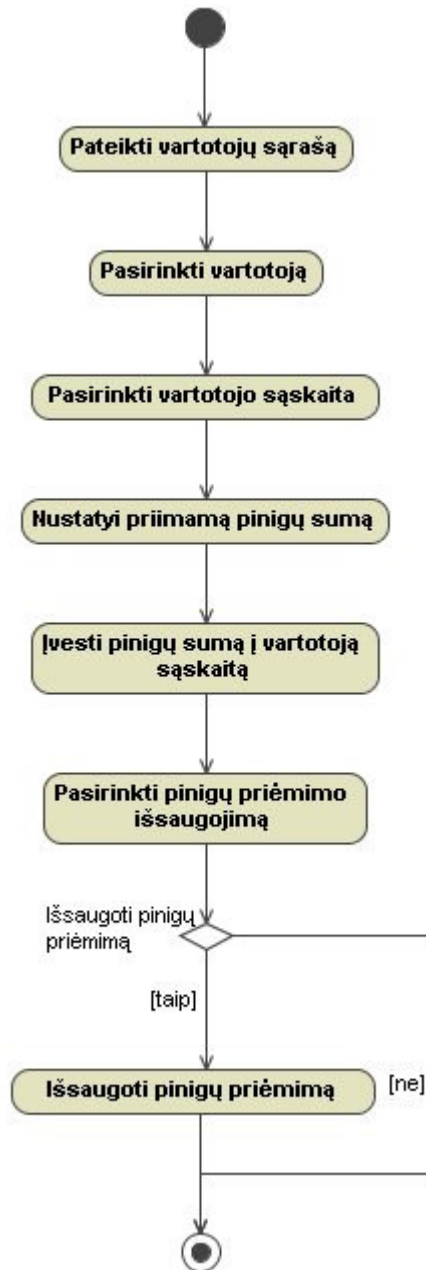 Pateikti vartotojų sąrašą
Pasirinkti vartotoją
Pasirinkti vartotojo sąskaita
Nustatyi priimamą pinigų sumą
Įvesti pinigų sumą į vartotoją
sąskaitą
Pasirinkti pinigų priėmimo
išsaugojimą
Išsaugoti pinigų
priėmimą
[taip]
Išsaugoti pinigų priėmimą
[ne]